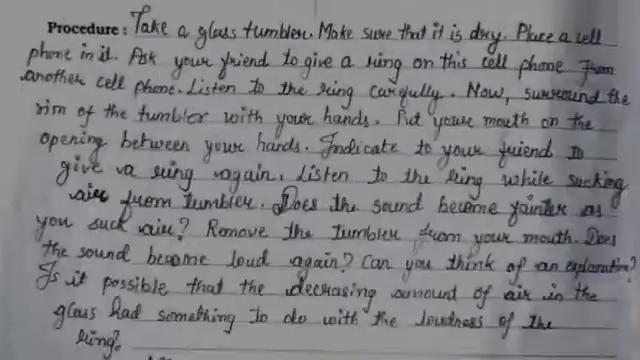 Procedure: Take a glass tumbler. Make sure that it is dry. Place a cell
phone in it. Ask your friend to give a ring on this cell phone from
another cell phone. Listen to the ring carefully. Now, surround the
rim of the tumbler with your hands. Put your mouth on the
opening between your hands. Indicate to your friend to
give a ring again. Listen to the ring while sucking
air from tumbler. Does the sound become fainter as
you suck air? Remove the tumbler from your mouth. Does
the sound become loud again? Can you think of an explanation?
Is it possible that the decrasing amount of air in the
glass had something to do with the loudness of the
ring?